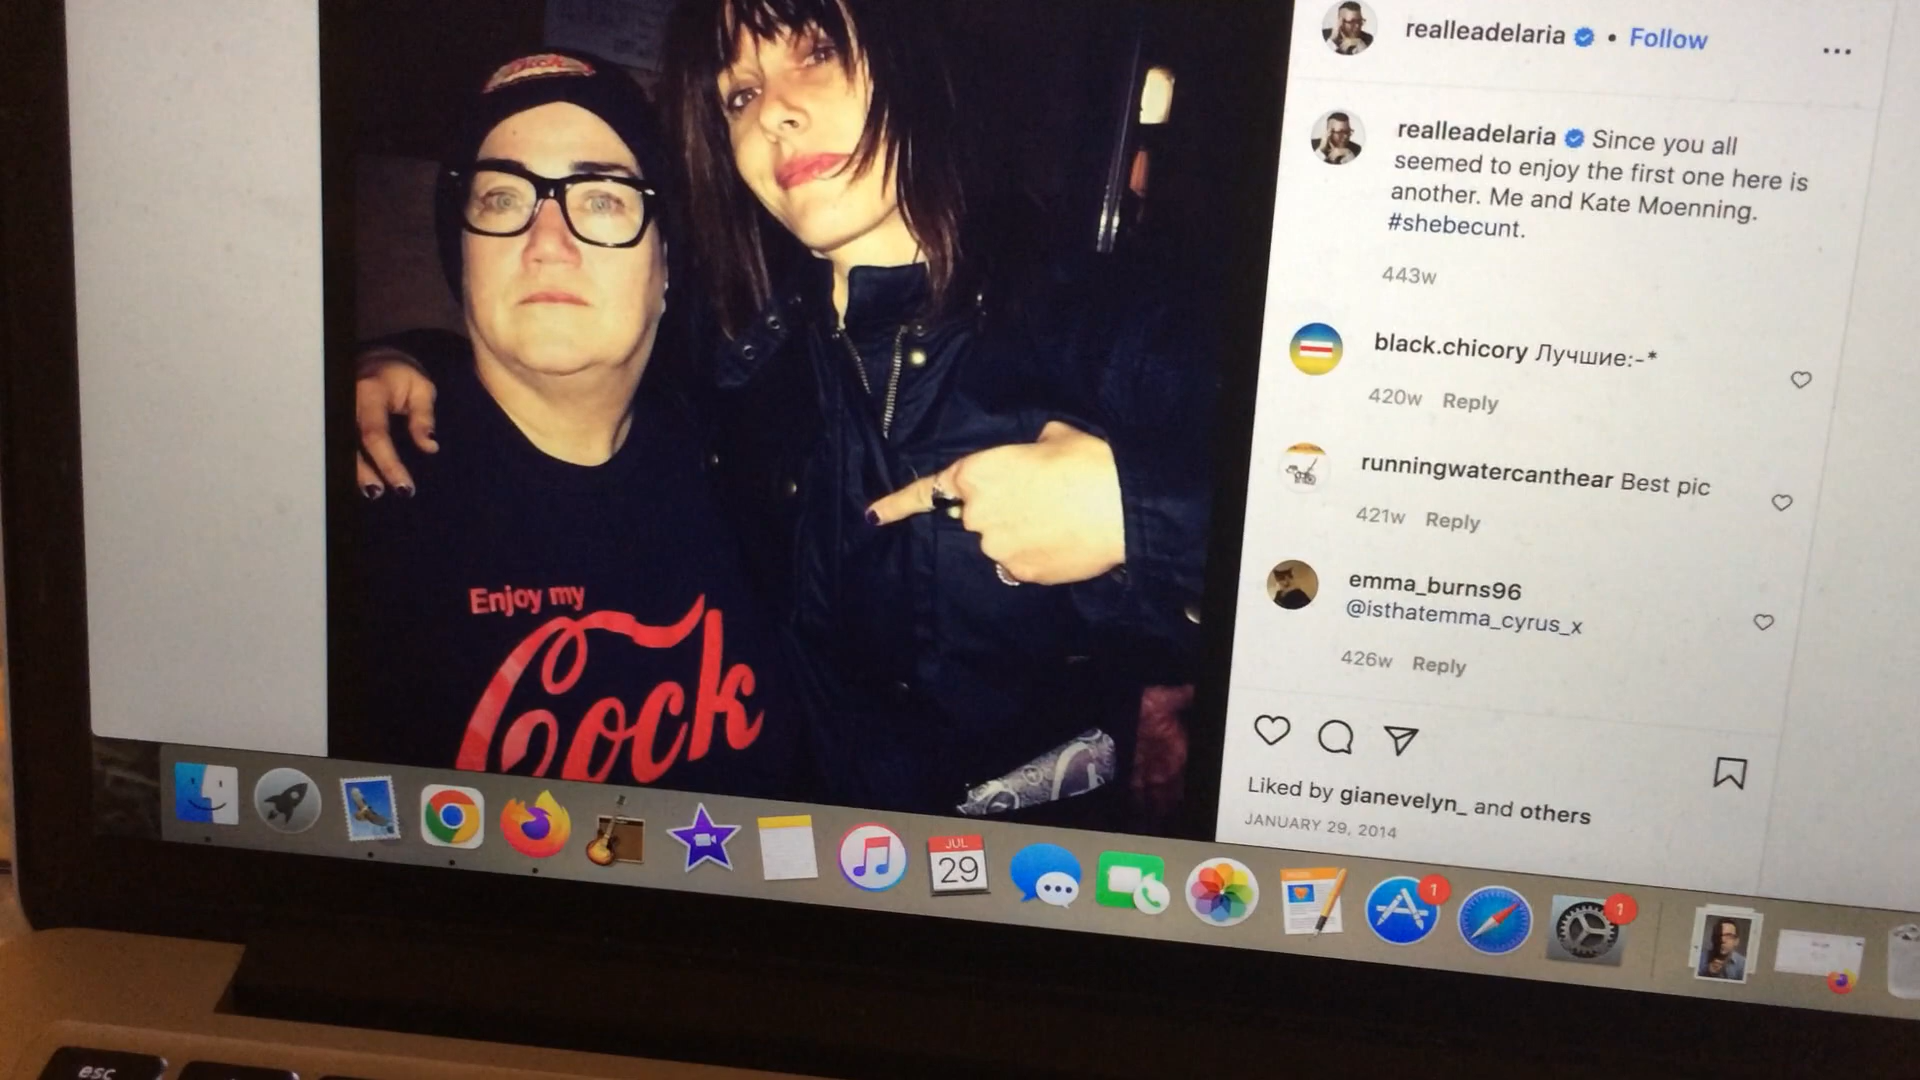 Dick
Enjoy my
Cock
realleadelaria • Follow
realleadelaria Since you all
seemed to enjoy the first one here is
another. Me and Kate Moenning.
#shebecunt.
443w
black.chicory Лучшие:-*
420w Reply
runningwatercanthear Best pic
421w Reply
emma_burns96
@isthatemma_cyrus_x
426w Reply
Liked by gianevelyn_ and others
JANUARY 29, 2014
JUL
29
1
1
esc